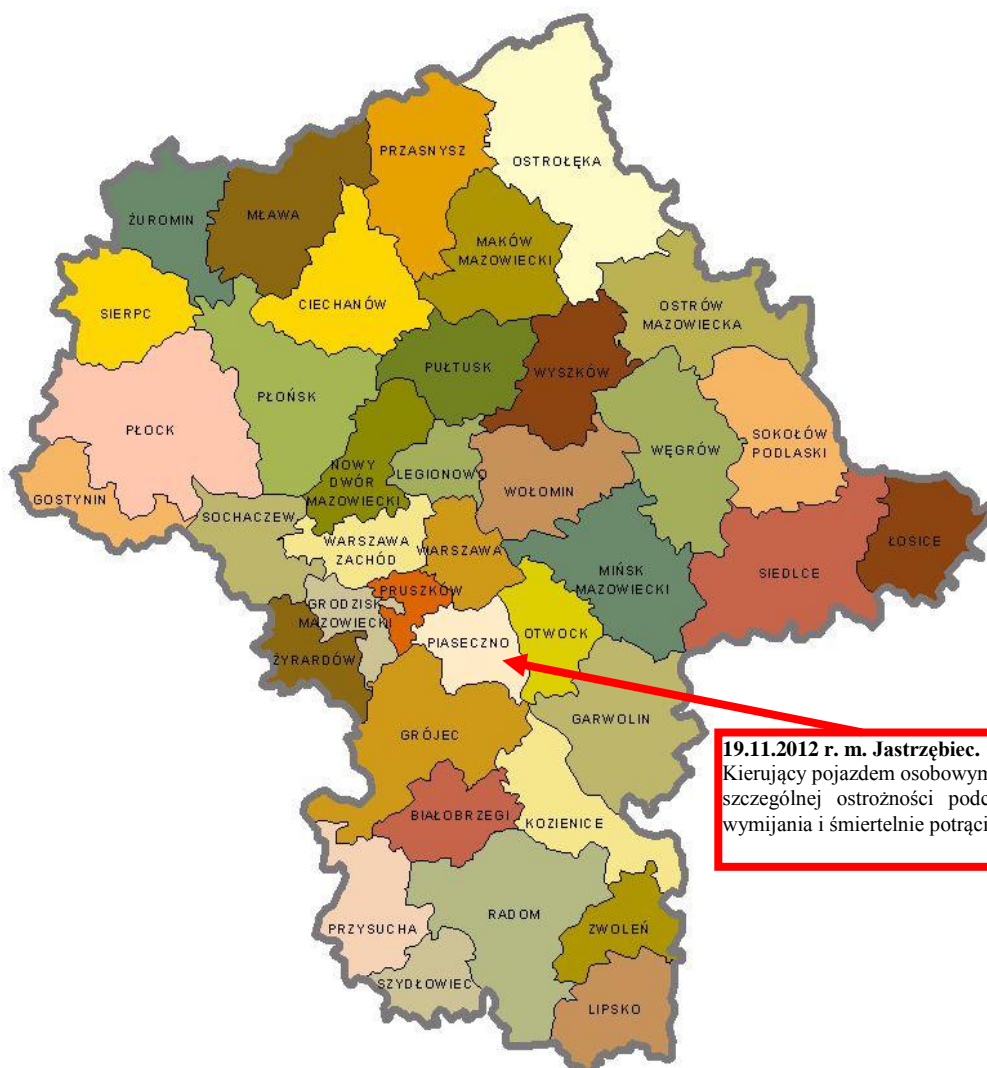 PRZASNYSZ
OSTROŁĘKA
ŻUROMIN
MŁAWA
MAKÓW
MAZOWIECKI
SIERPC
CIECHANÓW
OSTRÓW
MAZOWIECKA
PUŁTUSK
WYSZKÓW
PŁOŃSK
PŁOCK
SOKOŁÓW
PODLASKI
WĘGRÓW
NOWY
DWÓR
MAZOWIECKI
LEGIONOWO
WOŁOMIN
GOSTYNIN
SOCHACZEW
WARSZAWA
ZACHÓD
WARSZAWA
MIŃSK
MAZOWIECKI
SIEDLCE
ŁOSICE
PRUSZKÓW
GRODZISK
MAZOWIECKI
PIASECZNO
OTWOCK
ŻYRARDÓW
GARWOLIN
GRÓJEC
19.11.2012 r. m. Jastrzębiec.
Kierujący pojazdem osobowym
szczególnej ostrożności podc
wymijania i śmiertelnie potrąci
BIAŁOBRZEGI
KOZIENICE
RADOM
PRZYSUCHA
ZWOLEŃ
SZYDŁOWIEC
LIPSKO